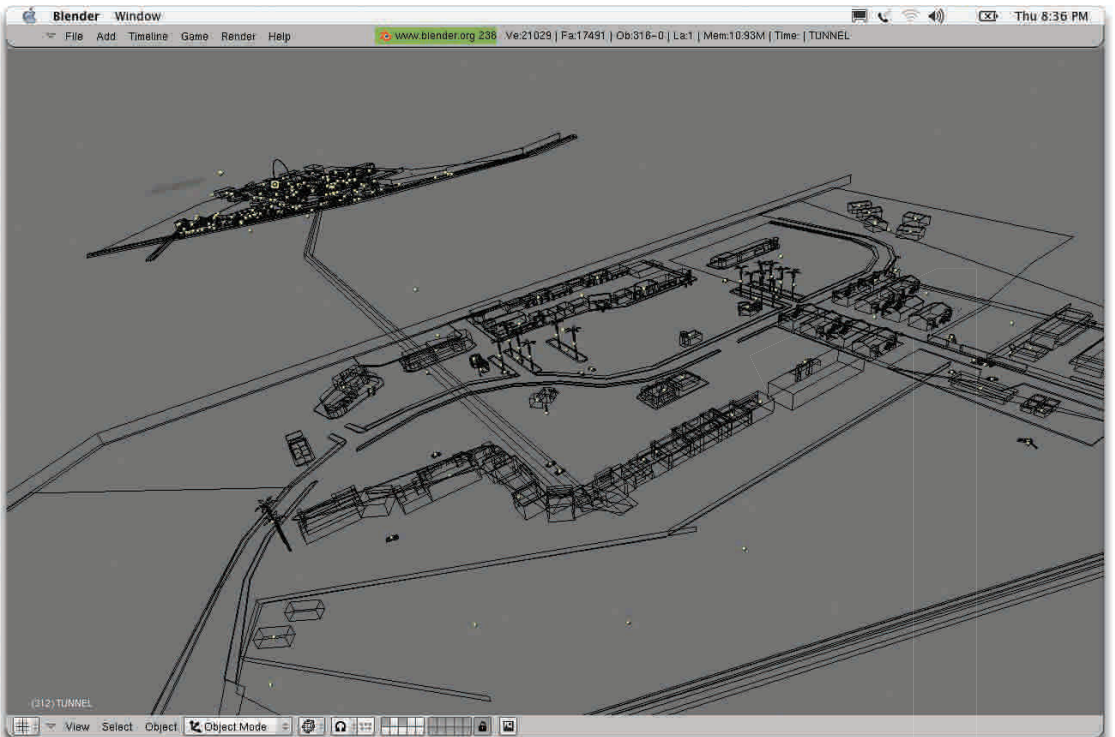 Blender Window Thu 8:36 PM
File Add Timeline Game Render Help www.blender.org 236 Ve:21029 | Fa:17491 | Ob:316-0 | La:1 | Mem:10.93M | Time: | TUNNEL
(312) TUNNEL
View Select Object Object Mode